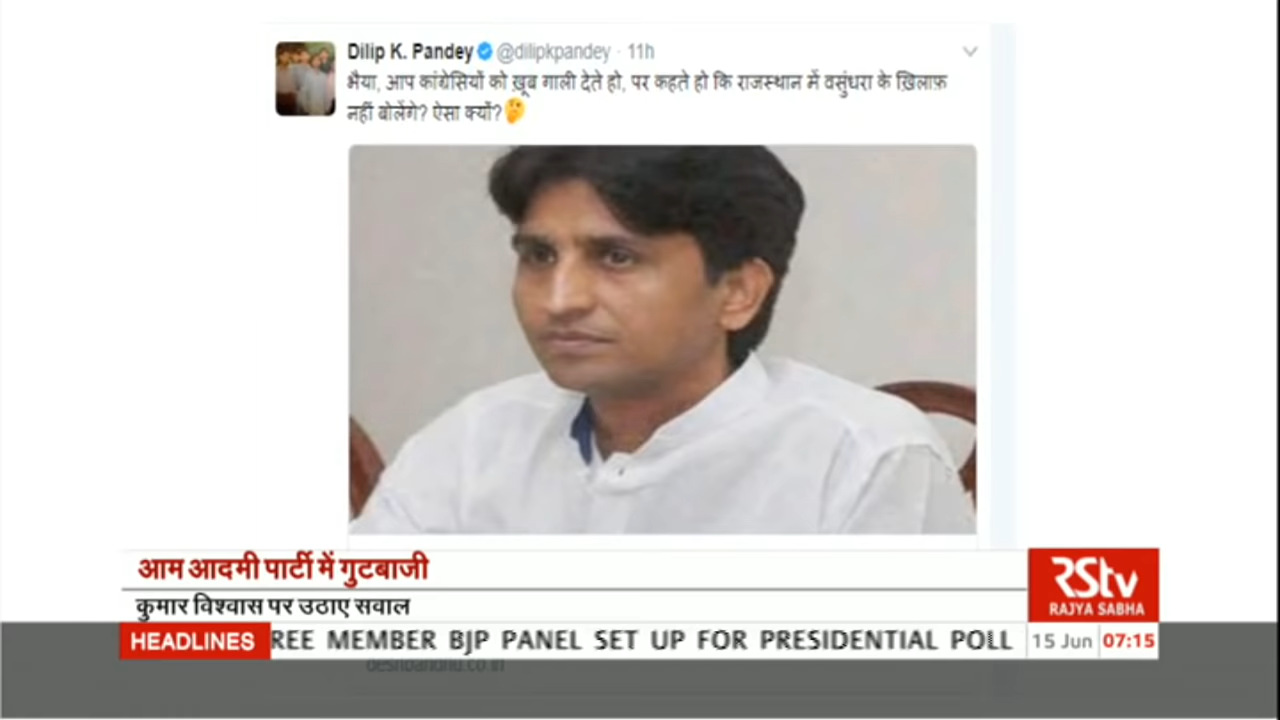 Dilip K. Pandey @dilipkpandey · 11h
भैया, आप कांग्रेसियों को ख़ूब गाली देते हो, पर कहते हो कि राजस्थान में वसुंधरा के ख़िलाफ़
नहीं बोलेंगे? ऐसा क्यों?🤔
आम आदमी पार्टी में गुटबाजी
कुमार विश्वास पर उठाए सवाल
RStv
RAJYA SABHA
HEADLINES REE MEMBER BJP PANEL SET UP FOR PRESIDENTIAL POLL 15 Jun 07:15